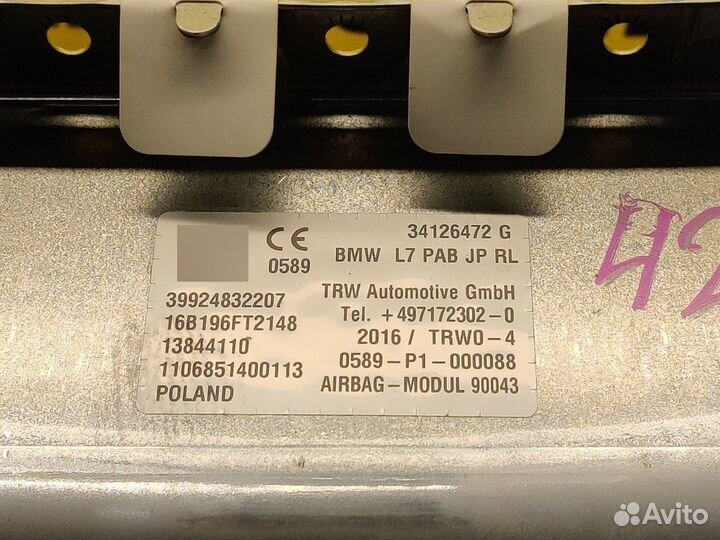 CE 34126472 G
0589 BMW L7 PAB JP RL
39924832207 TRW Automotive GmbH
16B196FT2148 Tel. +497172302-0
13844110 2016 / TRW0-4
1106851400113 0589-P1-000088
POLAND AIRBAG-MODUL 90043
42
Avito